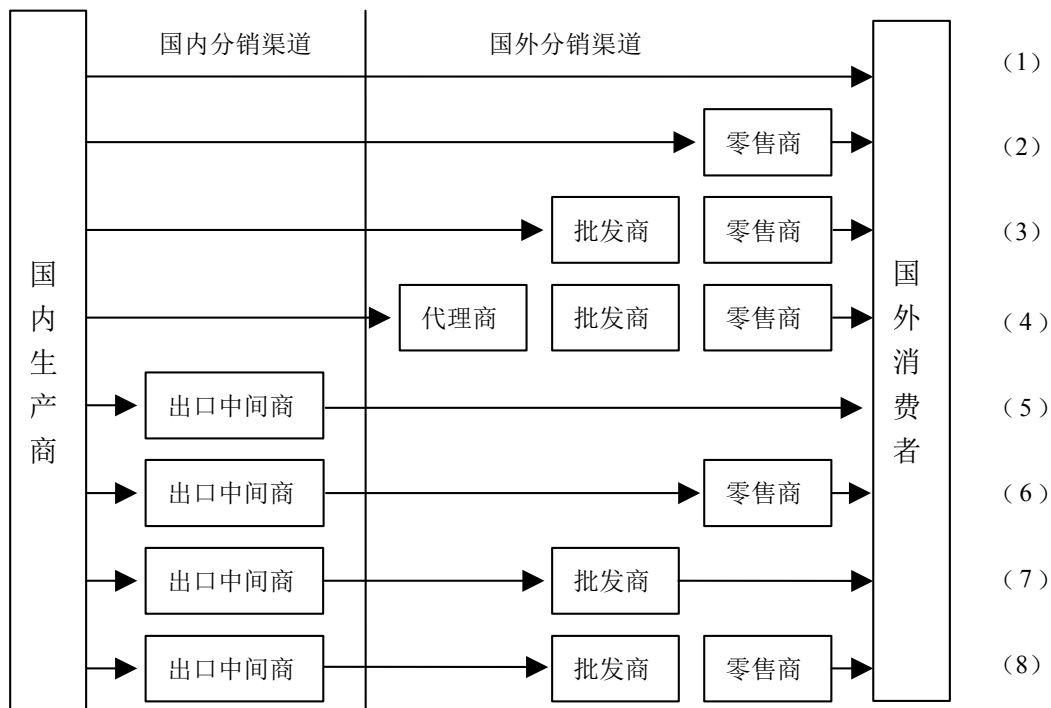 国内分销渠道 国外分销渠道
(1)
零售商 (2)
批发商 零售商 (3)
国内生产商
国外消费者
代理商 批发商 零售商 (4)
出口中间商 (5)
出口中间商 零售商 (6)
出口中间商 批发商 (7)
出口中间商 批发商 零售商 (8)